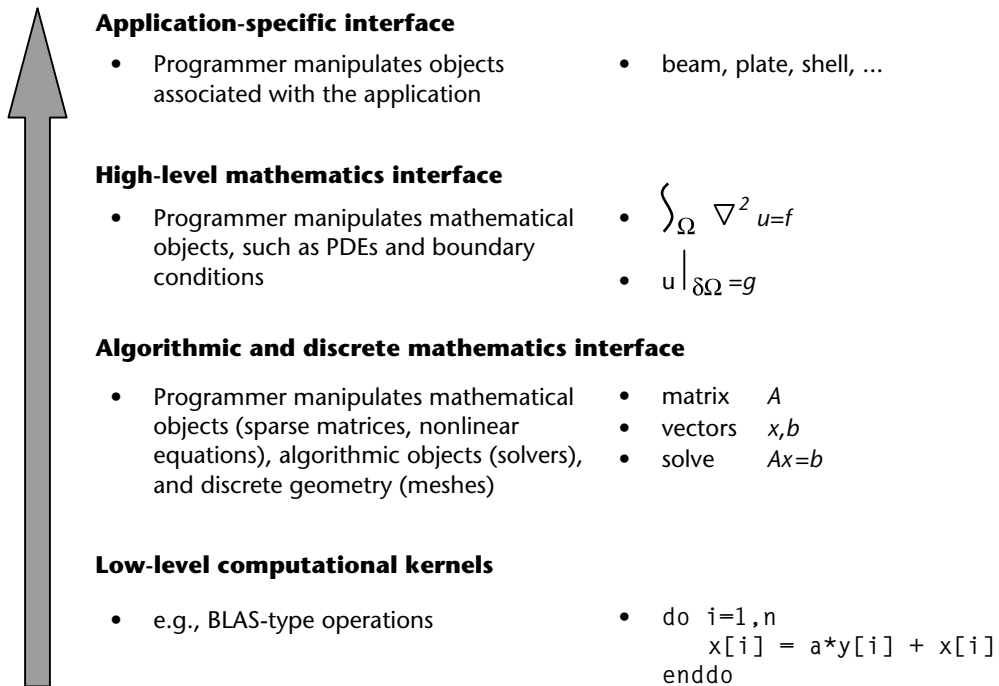 Application-specific interface
• Programmer manipulates objects associated with the application
• beam, plate, shell, ...
High-level mathematics interface
• Programmer manipulates mathematical objects, such as PDEs and boundary conditions
• ∫Ω ∇² u=f
• u |δΩ =g
Algorithmic and discrete mathematics interface
• Programmer manipulates mathematical objects (sparse matrices, nonlinear equations), algorithmic objects (solvers), and discrete geometry (meshes)
• matrix A
• vectors x,b
• solve Ax=b
Low-level computational kernels
• e.g., BLAS-type operations
• do i=1,n
x[i] = a*y[i] + x[i]
enddo